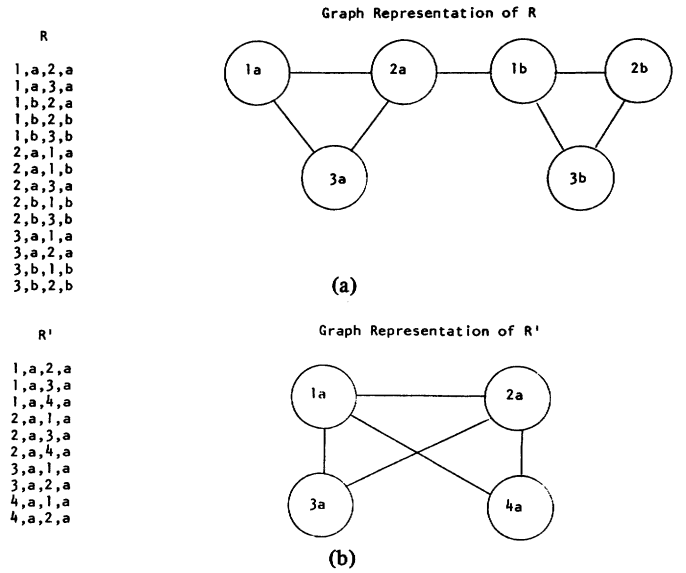 Graph Representation of R
R
1,a,2,a
1,a,3,a
1,b,2,a
1,b,2,b
1,b,3,b
2,a,1,a
2,a,1,b
2,a,3,a
2,b,1,b
2,b,3,b
3,a,1,a
3,a,2,a
3,b,1,b
3,b,2,b
1a 2a 1b 2b
3a 3b
(a)
Graph Representation of R'
R'
1,a,2,a
1,a,3,a
1,a,4,a
2,a,1,a
2,a,3,a
2,a,4,a
3,a,1,a
3,a,2,a
4,a,1,a
4,a,2,a
1a 2a
3a 4a
(b)